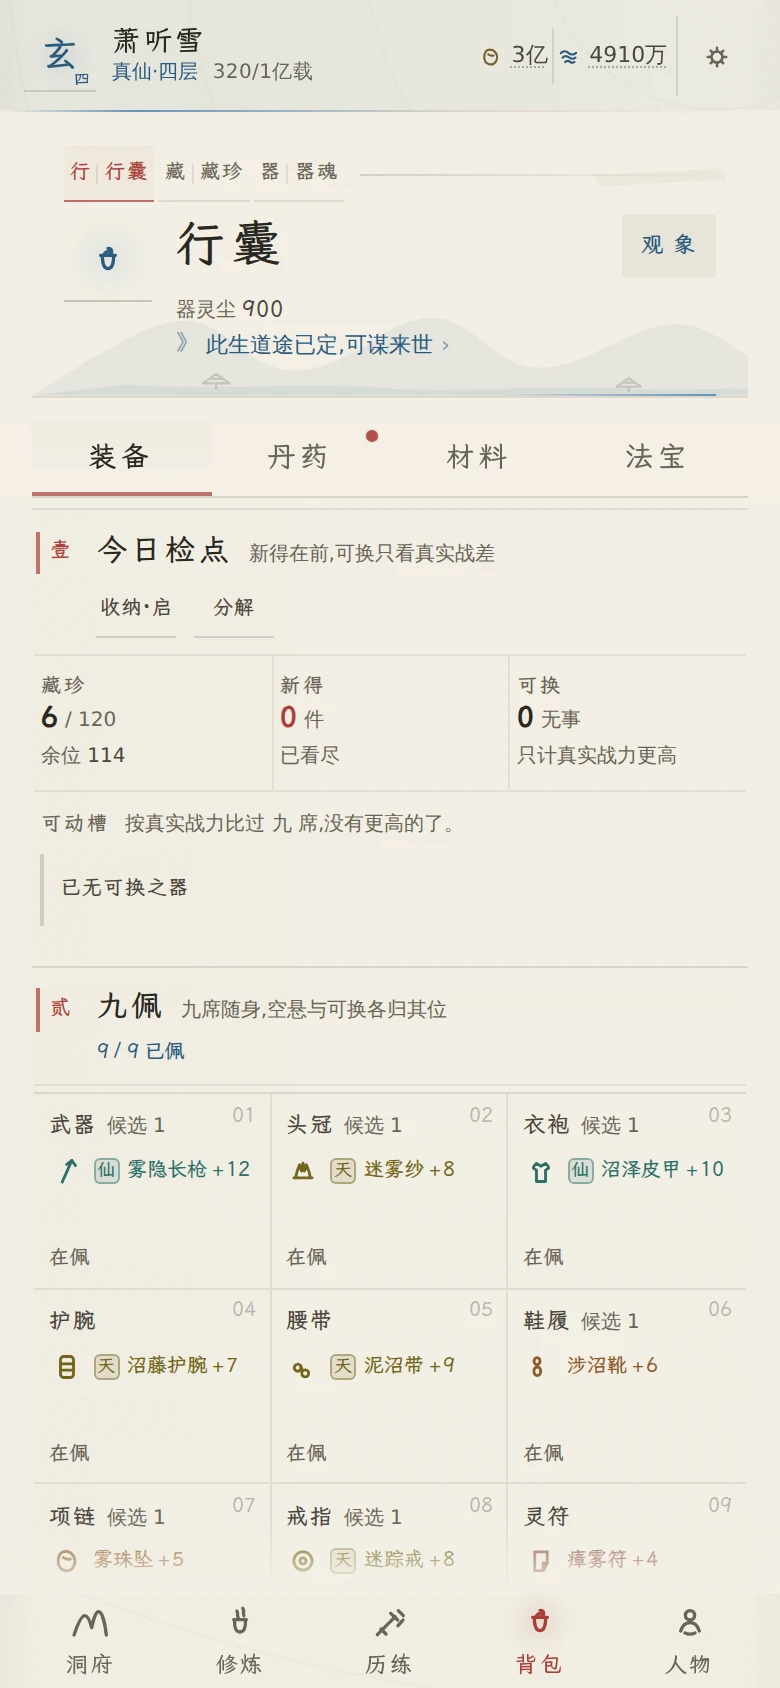 玄 四
萧听雪
真仙·四层 320/1亿载
3亿 4910万
行 行囊 藏 藏珍 器 器魂
行囊
观象
器灵尘 900
》 此生道途已定,可谋来世 ›
装备 丹药 材料 法宝
壹 今日检点 新得在前,可换只看真实战差
收纳·启 分解
藏珍 新得 可换
6 / 120 0 件 0 无事
余位 114 已看尽 只计真实战力更高
可动槽 按真实战力比过 九 席,没有更高的了。
已无可换之器
贰 九佩 九席随身,空悬与可换各归其位
9 / 9 已佩
武器 候选 1 01 头冠 候选 1 02 衣袍 候选 1 03
仙 雾隐长枪 +12 天 迷雾纱 +8 仙 沼泽皮甲 +10
在佩 在佩 在佩
护腕 04 腰带 05 鞋履 候选 1 06
天 沼藤护腕 +7 天 泥沼带 +9 涉沼靴 +6
在佩 在佩 在佩
项链 候选 1 07 戒指 候选 1 08 灵符 09
雾珠坠 +5 天 迷踪戒 +8 瘴雾符 +4
洞府 修炼 历练 背包 人物